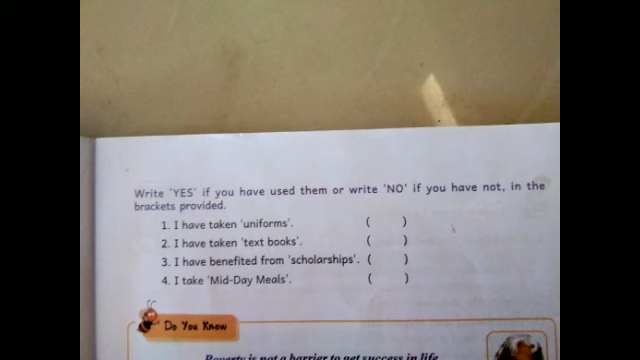 Write 'YES' if you have used them or write 'NO' if you have not, in the
brackets provided.
1. I have taken 'uniforms'. ( )
2. I have taken 'text books'. ( )
3. I have benefited from 'scholarships'. ( )
4. I take 'Mid-Day Meals'. ( )
Do You Know
Poverty is not a barrier to get success in life